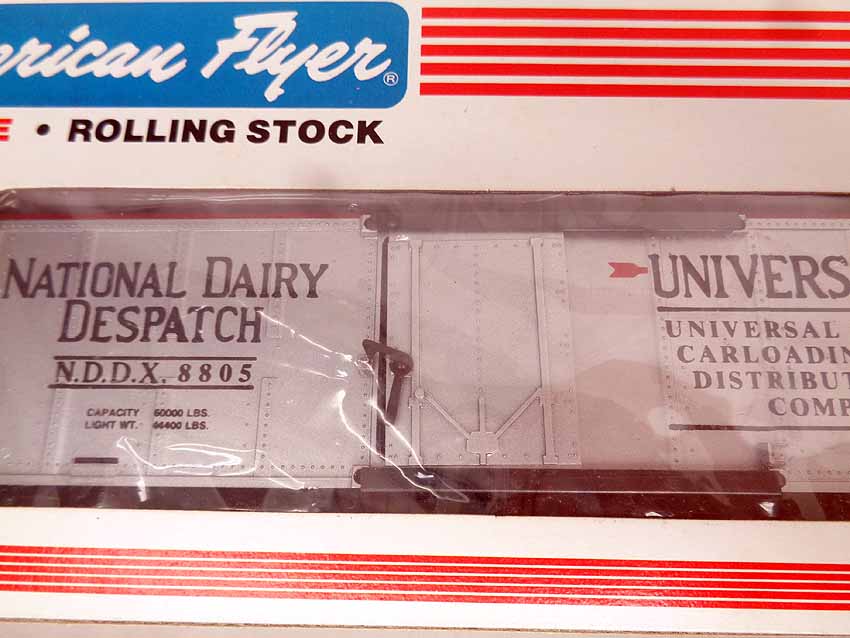 erican Flyer®
E • ROLLING STOCK
NATIONAL DAIRY
DESPATCH
N.D.D.X. 8805
CAPACITY 60000 LBS.
LIGHT WT. 44400 LBS.
UNIVERS
UNIVERSAL
CARLOADIN
DISTRIBUT
COMP